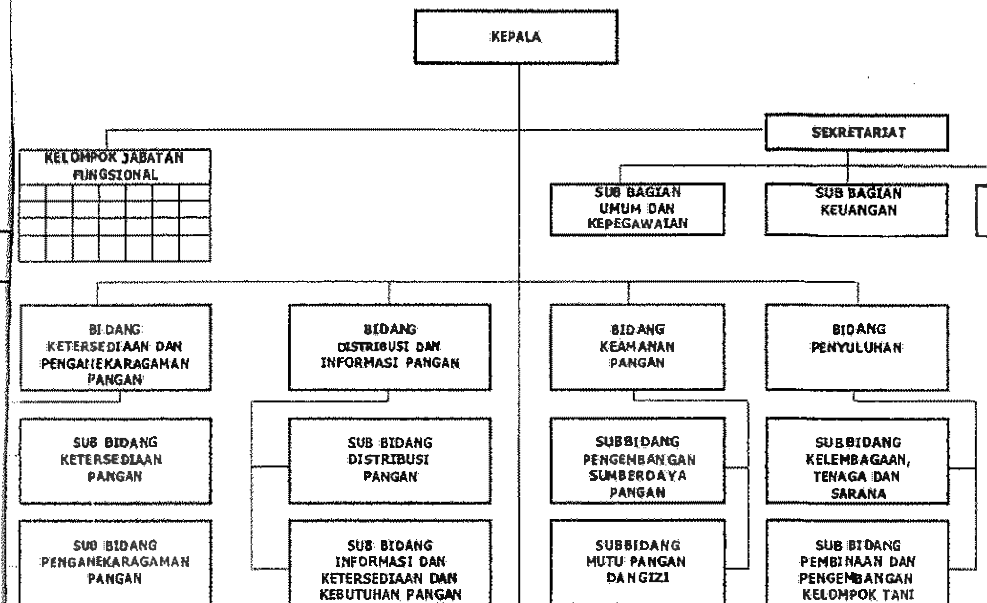 KEPALA
SEKRETARIAT
KELOMPOK JABATAN
FUNGSIONAL
SUB BAGIAN
UMUM DAN
KEPEGAWAIAN
SUB BAGIAN
KEUANGAN
BIDANG
KETERSEDIAAN DAN
PENGANEKARAGAMAN
PANGAN
BIDANG
DISTRIBUSI DAN
INFORMASI PANGAN
BIDANG
KEAMANAN
PANGAN
BIDANG
PENYULUHAN
SUB BIDANG
KETERSEDIAAN
PANGAN
SUB BIDANG
DISTRIBUSI
PANGAN
SUBBIDANG
PENGEMBANGAN
SUMBERDAYA
PANGAN
SUBBIDANG
KELEMBAGAAN,
TENAGA DAN
SARANA
SUB BIDANG
PENGANEKARAGAMAN
PANGAN
SUB BIDANG
INFORMASI DAN
KETERSEDIAAN DAN
KEBUTUHAN PANGAN
SUBBIDANG
MUTU PANGAN
DAN GIZI
SUB BIDANG
PEMBINAAN DAN
PENGEMBANGAN
KELOMPOK TANI